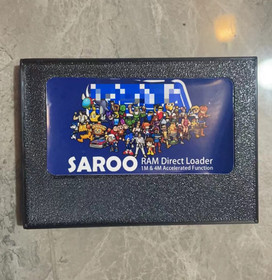 SAROO
RAM Direct Loader
1M & 4M Accelerated Function